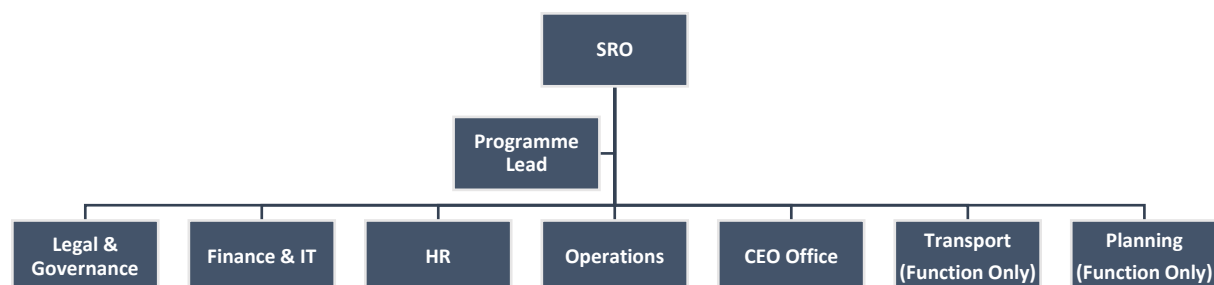 SRO
Programme
Lead
Legal &
Governance
Finance & IT
HR
Operations
CEO Office
Transport
(Function Only)
Planning
(Function Only)